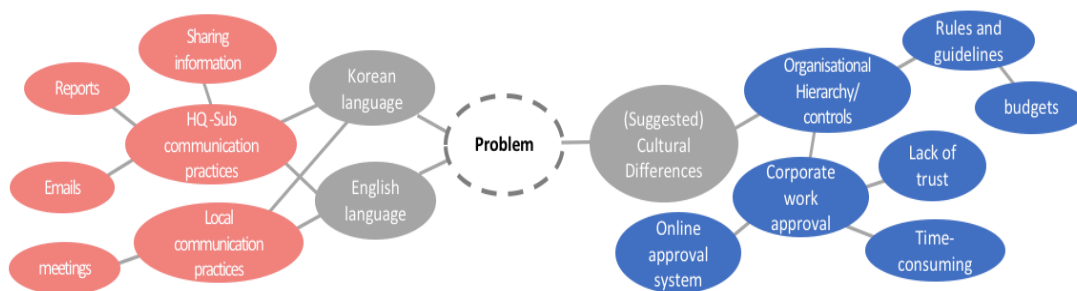 Sharing
information
Reports
HQ -Sub
communication
practices
Emails
Local
communication
practices
meetings
Korean
language
English
language
Problem
(Suggested)
Cultural
Differences
Organisational
Hierarchy/
controls
Rules and
guidelines
budgets
Corporate
work
approval
Lack of
trust
Online
approval
system
Time-
consuming